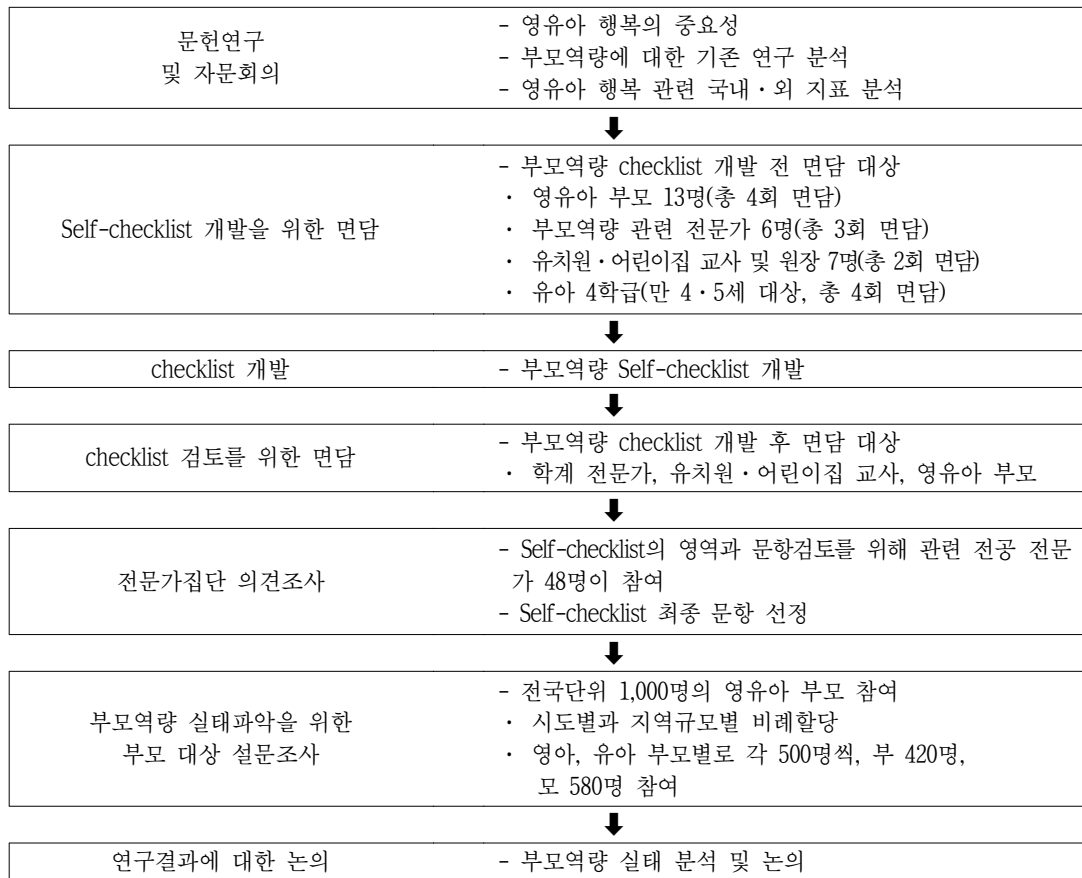 문헌연구
및 자문회의
- 영유아 행복의 중요성
- 부모역량에 대한 기존 연구 분석
- 영유아 행복 관련 국내・외 지표 분석
Self-checklist 개발을 위한 면담
- 부모역량 checklist 개발 전 면담 대상
・ 영유아 부모 13명(총 4회 면담)
・ 부모역량 관련 전문가 6명(총 3회 면담)
・ 유치원・어린이집 교사 및 원장 7명(총 2회 면담)
・ 유아 4학급(만 4・5세 대상, 총 4회 면담)
checklist 개발
- 부모역량 Self-checklist 개발
checklist 검토를 위한 면담
- 부모역량 checklist 개발 후 면담 대상
・ 학계 전문가, 유치원・어린이집 교사, 영유아 부모
전문가집단 의견조사
- Self-checklist의 영역과 문항검토를 위해 관련 전공 전문
가 48명이 참여
- Self-checklist 최종 문항 선정
부모역량 실태파악을 위한
부모 대상 설문조사
- 전국단위 1,000명의 영유아 부모 참여
・ 시도별과 지역규모별 비례할당
・ 영아, 유아 부모별로 각 500명씩, 부 420명,
모 580명 참여
연구결과에 대한 논의
- 부모역량 실태 분석 및 논의